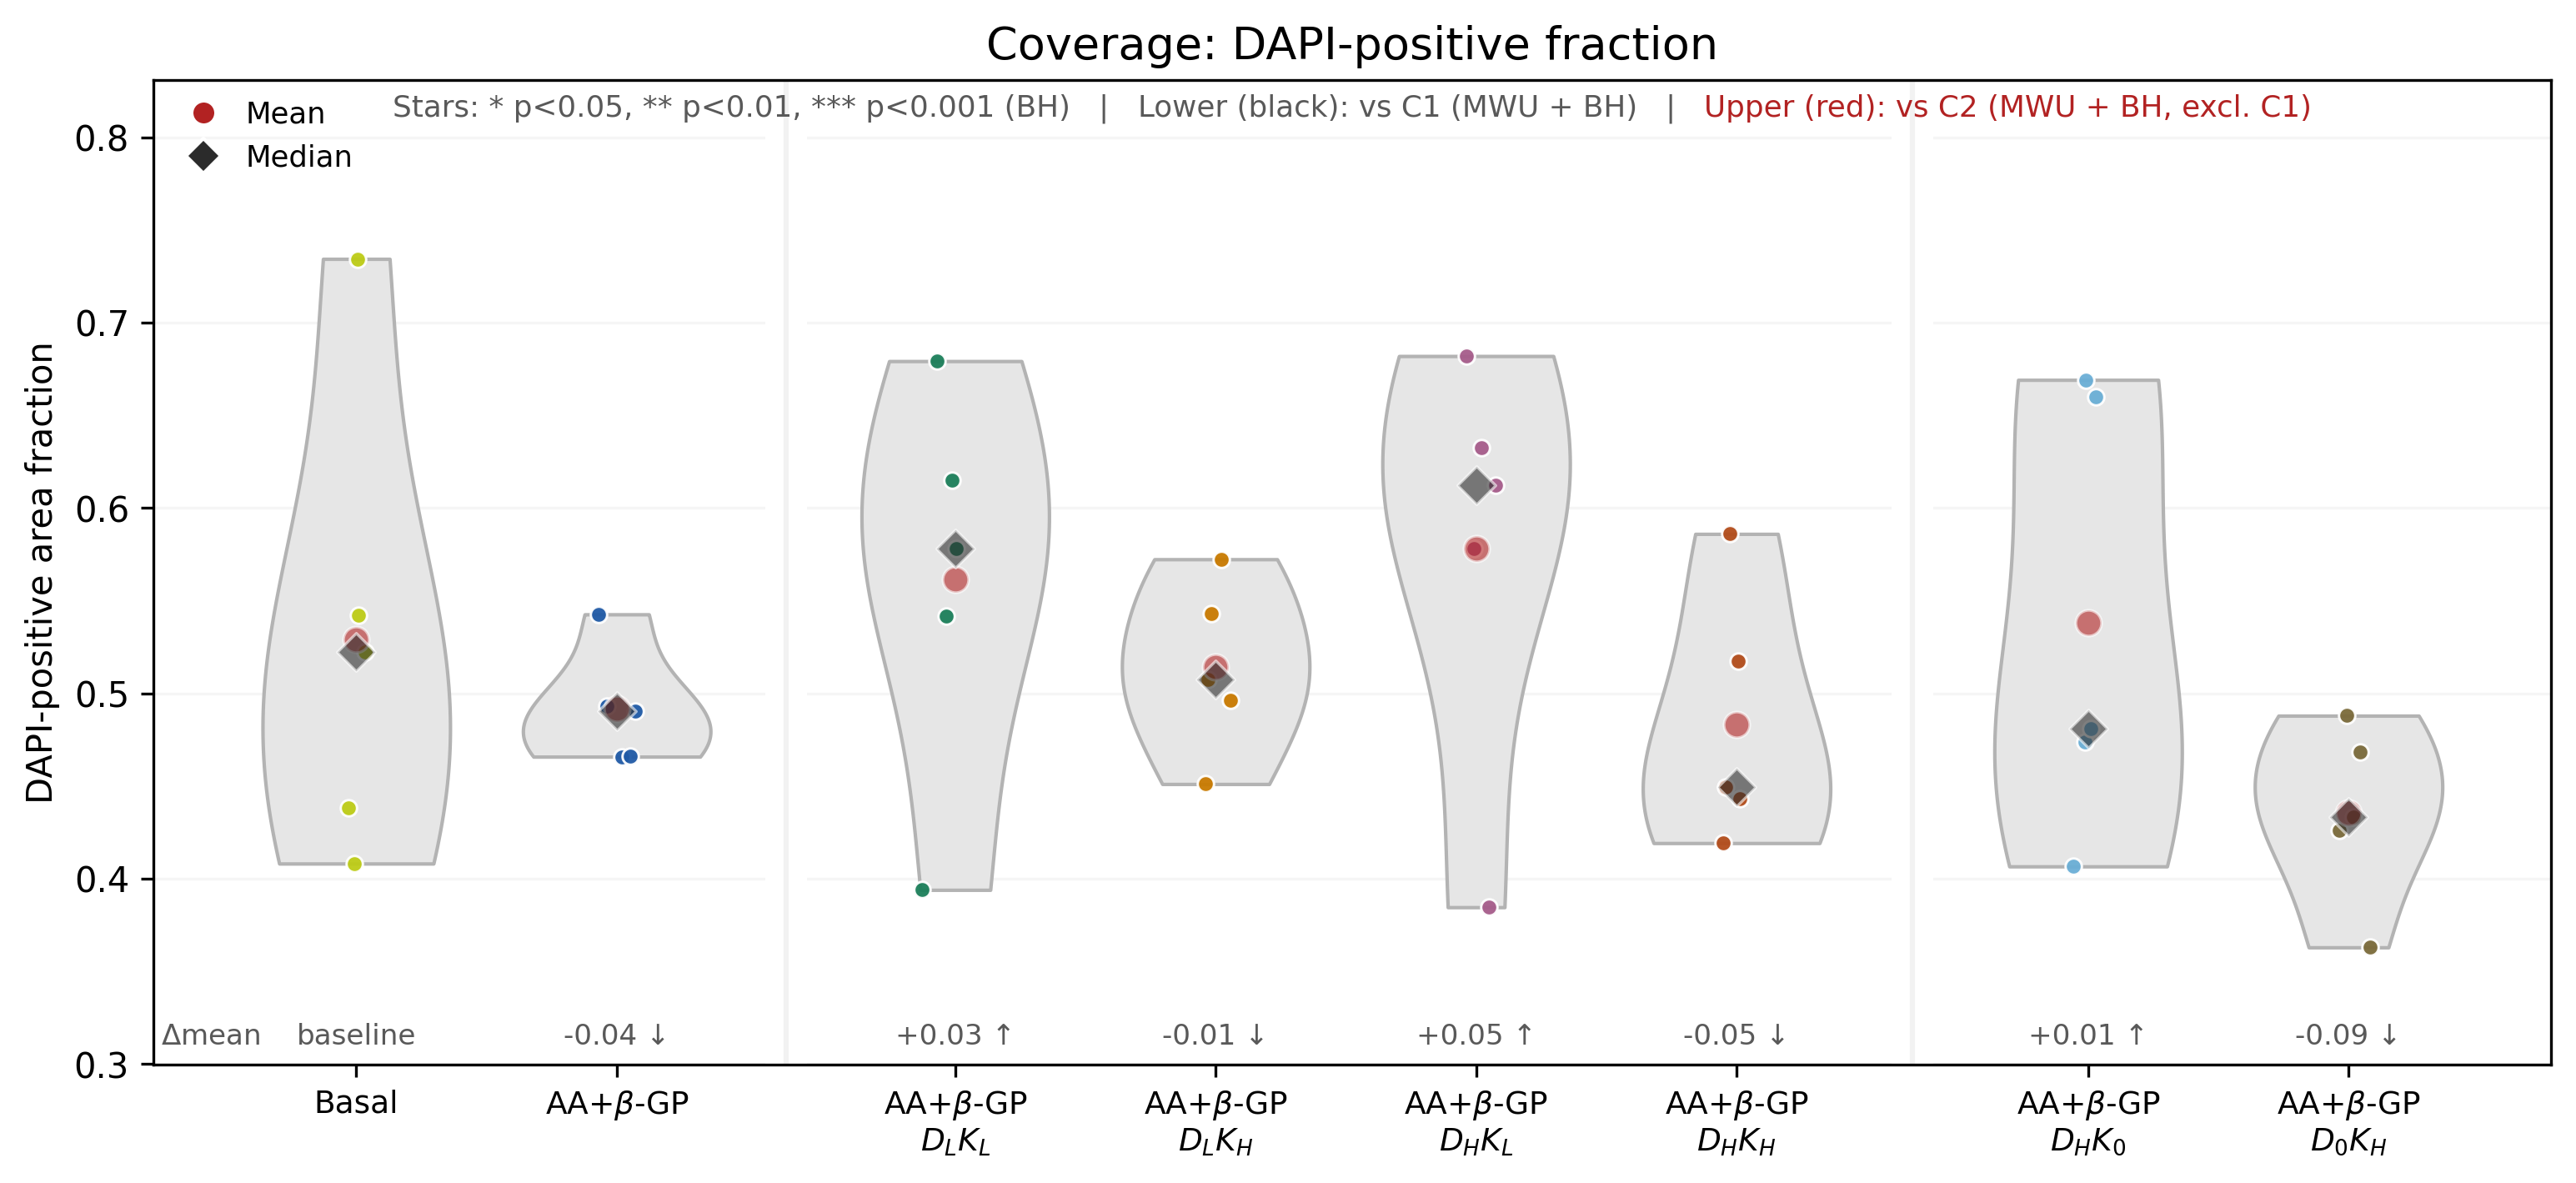 Coverage: DAPI-positive fraction
Mean
Median
Stars: * p<0.05, ** p<0.01, *** p<0.001 (BH) | Lower (black): vs C1 (MWU + BH) | Upper (red): vs C2 (MWU + BH, excl. C1)
DAPI-positive area fraction
0.8
0.7
0.6
0.5
0.4
0.3
Δmean baseline -0.04 ↓ +0.03 ↑ -0.01 ↓ +0.05 ↑ -0.05 ↓ +0.01 ↑ -0.09 ↓
Basal AA+β-GP AA+β-GP AA+β-GP AA+β-GP AA+β-GP AA+β-GP AA+β-GP
D_L K_L D_L K_H D_H K_L D_H K_H D_H K_0 D_0 K_H